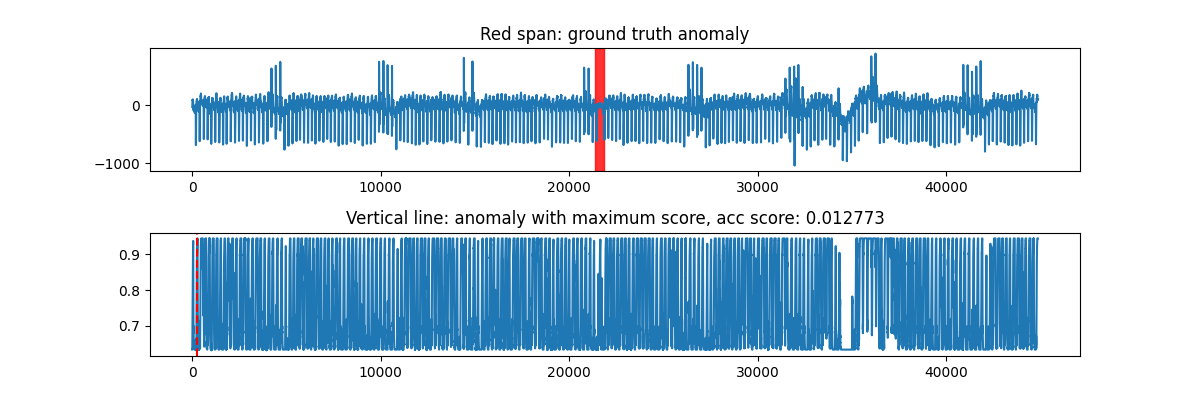 Red span: ground truth anomaly
0
−1000
0 10000 20000 30000 40000
Vertical line: anomaly with maximum score, acc score: 0.012773
0.9
0.8
0.7
0 10000 20000 30000 40000